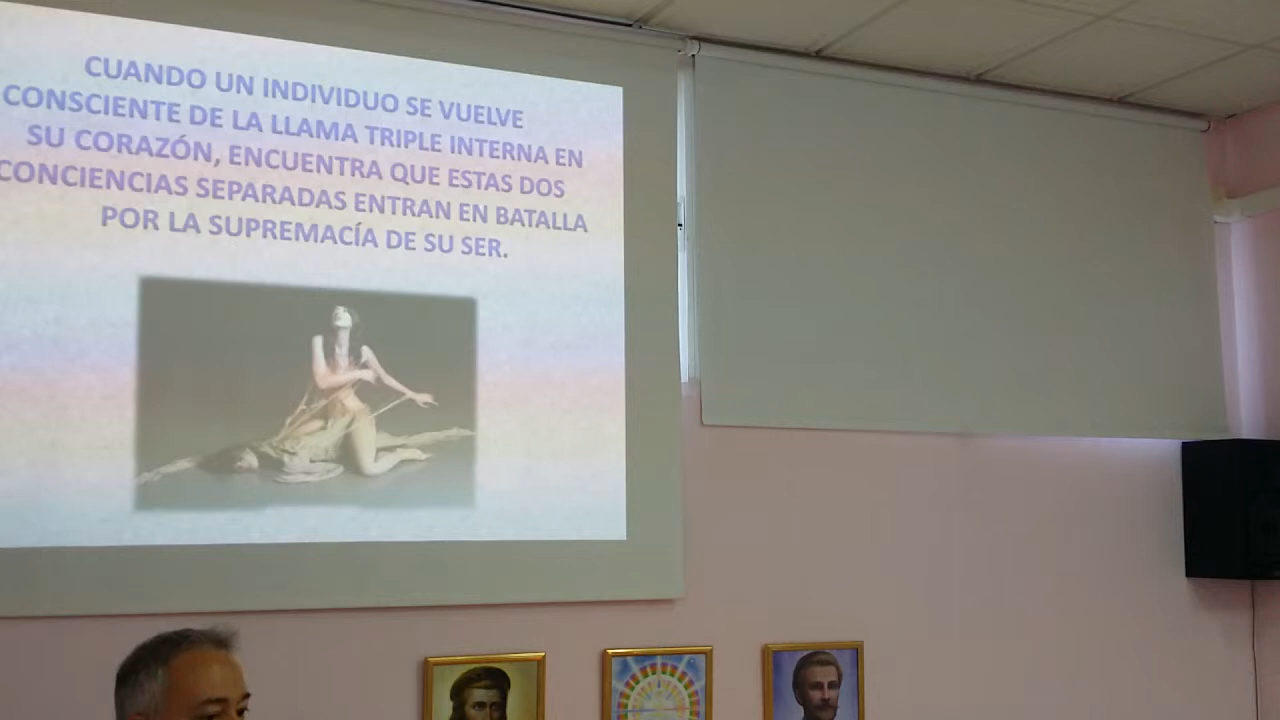 CUANDO UN INDIVIDUO SE VUELVE
CONSCIENTE DE LA LLAMA TRIPLE INTERNA EN
SU CORAZÓN, ENCUENTRA QUE ESTAS DOS
CONCIENCIAS SEPARADAS ENTRAN EN BATALLA
POR LA SUPREMACÍA DE SU SER.